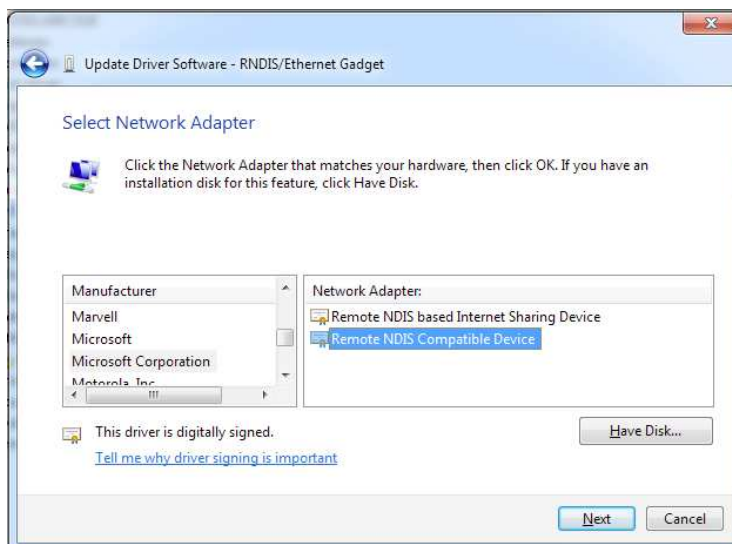 Update Driver Software - RNDIS/Ethernet Gadget
Select Network Adapter
Click the Network Adapter that matches your hardware, then click OK. If you have an
installation disk for this feature, click Have Disk.
Manufacturer
Marvell
Microsoft
Microsoft Corporation
Motorola, Inc.
Network Adapter:
Remote NDIS based Internet Sharing Device
Remote NDIS Compatible Device
This driver is digitally signed.
Have Disk...
Tell me why driver signing is important
Next
Cancel